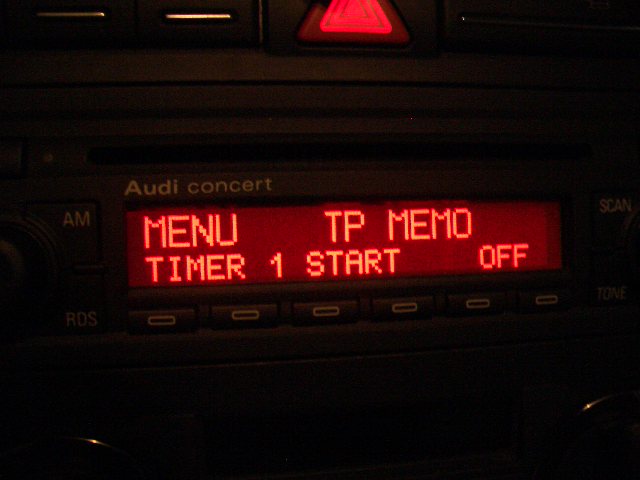 Audi concert
AM
SCAN
MENU TP MEMO
TIMER 1 START OFF
RDS
TONE